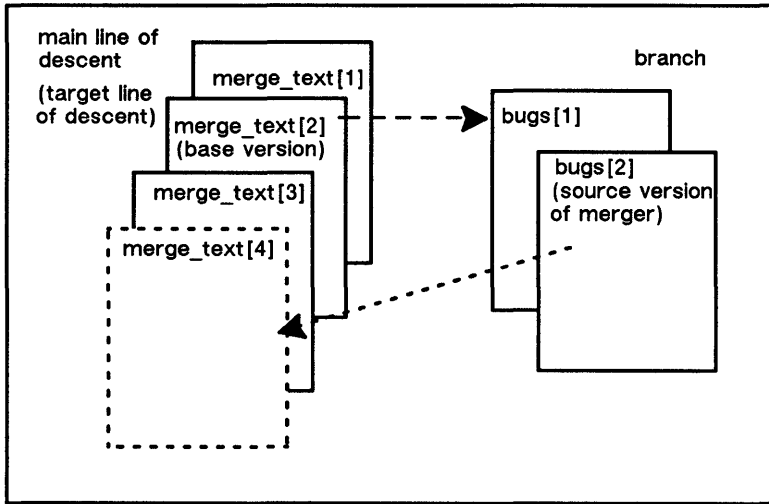 main line of
descent
(target line
of descent)
merge_text[1]
merge_text[2]
(base version)
merge_text[3]
merge_text[4]
branch
bugs[1]
bugs[2]
(source version
of merger)